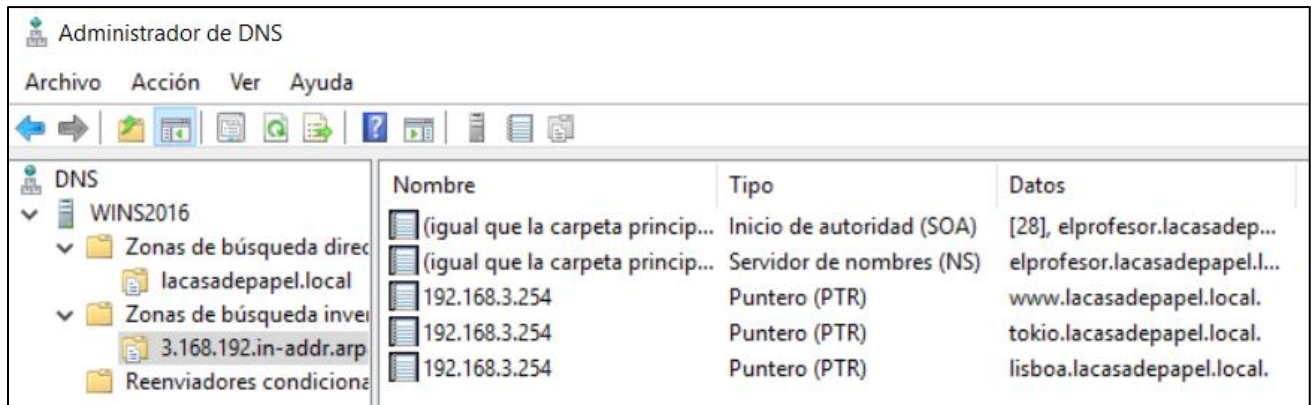 Administrador de DNS
Archivo Acción Ver Ayuda
DNS
WINS2016
Zonas de búsqueda direc
lacasadepapel.local
Zonas de búsqueda inver
3.168.192.in-addr.arp
Reenviadores condiciona
Nombre Tipo Datos
(igual que la carpeta princip... Inicio de autoridad (SOA) [28], elprofesor.lacasadep...
(igual que la carpeta princip... Servidor de nombres (NS) elprofesor.lacasadepapel.l...
192.168.3.254 Puntero (PTR) www.lacasadepapel.local.
192.168.3.254 Puntero (PTR) tokio.lacasadepapel.local.
192.168.3.254 Puntero (PTR) lisboa.lacasadepapel.local.